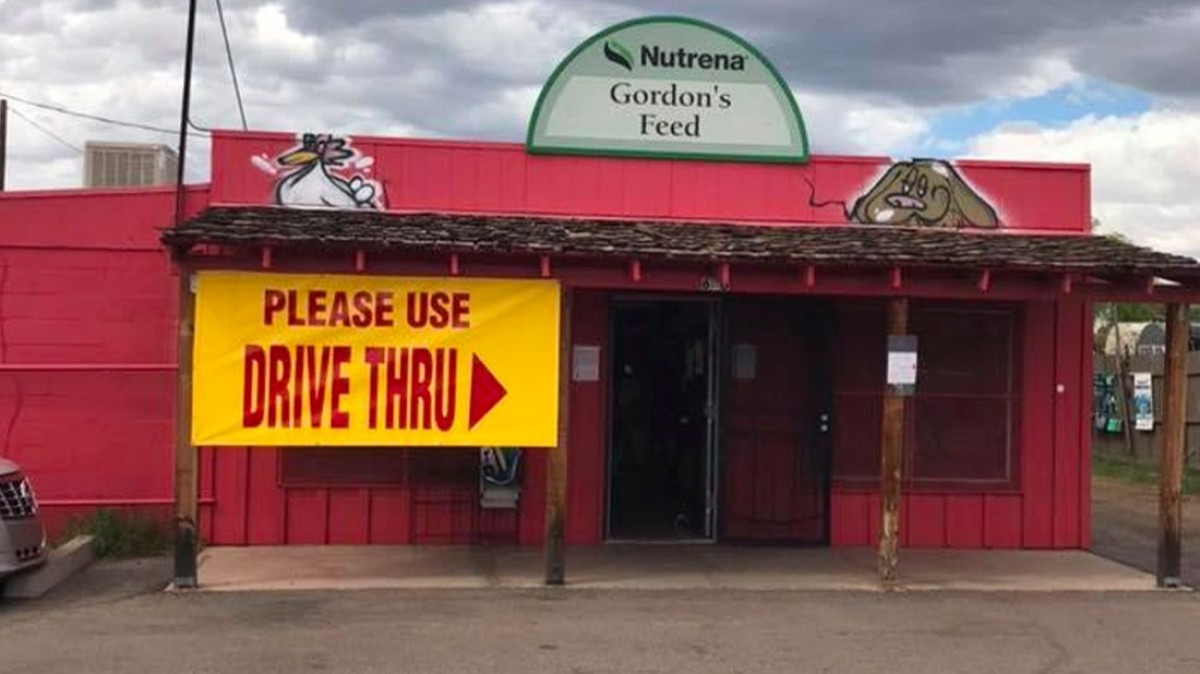 Nutrena
Gordon's
Feed
PLEASE USE
DRIVE THRU